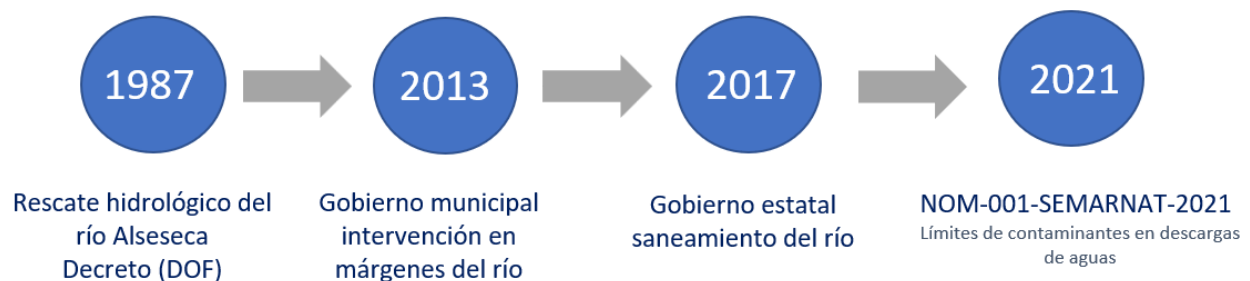 1987
2013
2017
2021
Rescate hidrológico del
río Alseseca
Decreto (DOF)
Gobierno municipal
intervención en
márgenes del río
Gobierno estatal
saneamiento del río
NOM-001-SEMARNAT-2021
Límites de contaminantes en descargas
de aguas